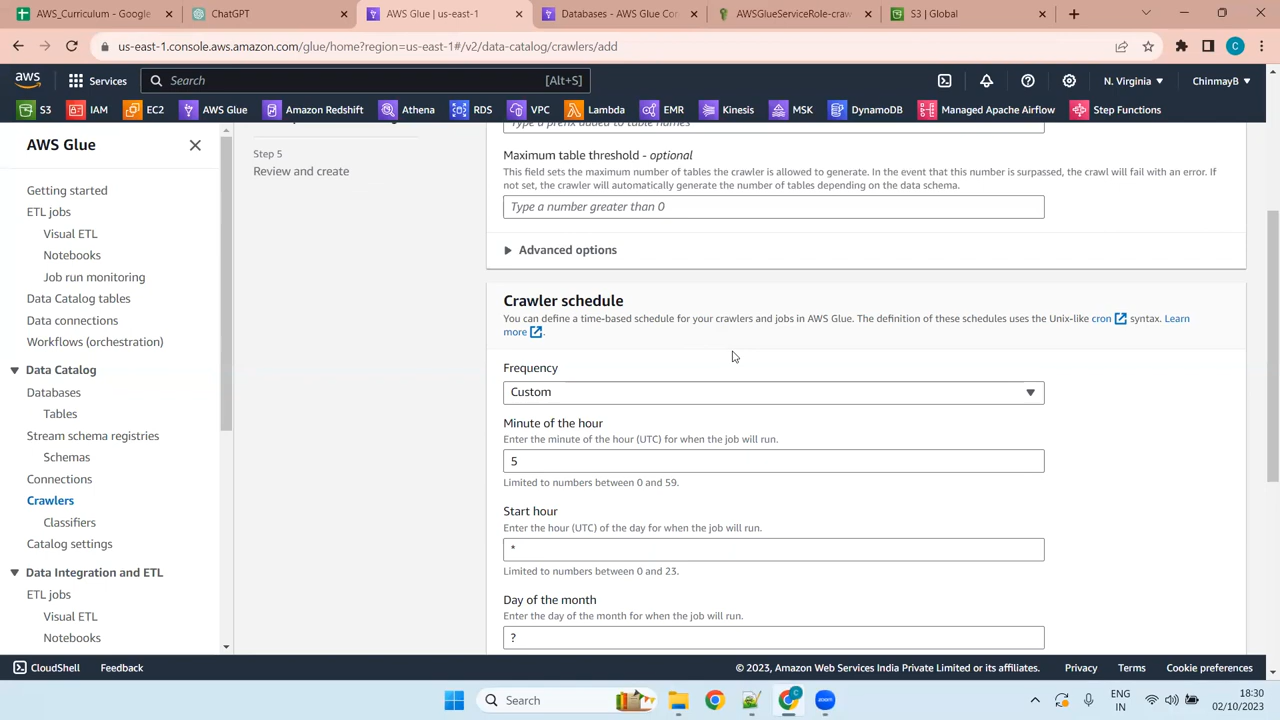 AWS_Curriculum - Google
ChatGPT
AWS Glue | us-east-1
Databases - AWS Glue Co
AWSGlueServiceRole-craw
S3 | Global
us-east-1.console.aws.amazon.com/glue/home?region=us-east-1#/v2/data-catalog/crawlers/add
C
aws
Services
Search
[Alt+S]
N. Virginia
ChinmayB
S3
IAM
EC2
AWS Glue
Amazon Redshift
Athena
RDS
VPC
Lambda
EMR
Kinesis
MSK
DynamoDB
Managed Apache Airflow
Step Functions
AWS Glue
Getting started
ETL jobs
Visual ETL
Notebooks
Job run monitoring
Data Catalog tables
Data connections
Workflows (orchestration)
Data Catalog
Databases
Tables
Stream schema registries
Schemas
Connections
Crawlers
Classifiers
Catalog settings
Data Integration and ETL
ETL jobs
Visual ETL
Notebooks
Step 5
Review and create
Type a prefix added to table names
Maximum table threshold - optional
This field sets the maximum number of tables the crawler is allowed to generate. In the event that this number is surpassed, the crawl will fail with an error. If
not set, the crawler will automatically generate the number of tables depending on the data schema.
Type a number greater than 0
Advanced options
Crawler schedule
You can define a time-based schedule for your crawlers and jobs in AWS Glue. The definition of these schedules uses the Unix-like cron syntax. Learn
more .
Frequency
Custom
Minute of the hour
Enter the minute of the hour (UTC) for when the job will run.
5
Limited to numbers between 0 and 59.
Start hour
Enter the hour (UTC) of the day for when the job will run.
*
Limited to numbers between 0 and 23.
Day of the month
Enter the day of the month for when the job will run.
?
CloudShell
Feedback
© 2023, Amazon Web Services India Private Limited or its affiliates.
Privacy
Terms
Cookie preferences
Search
zoom
ENG
IN
18:30
02/10/2023